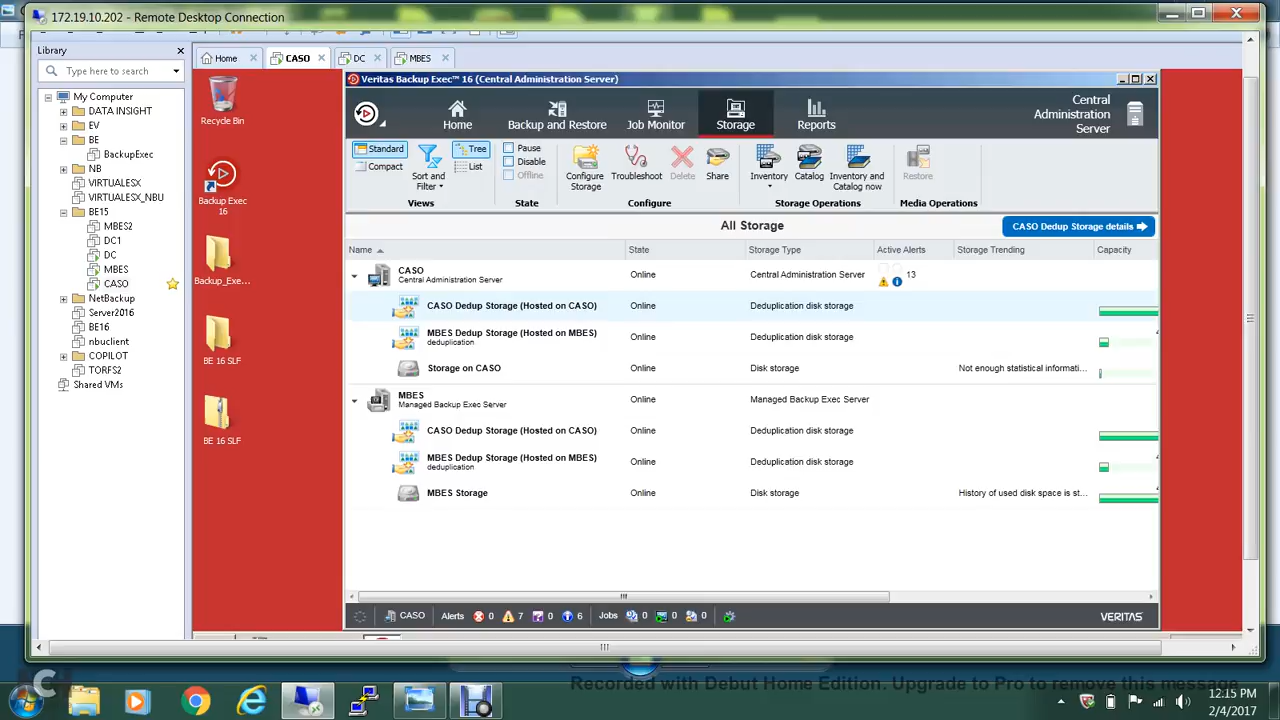 172.19.10.202 - Remote Desktop Connection
Library
Type here to search
My Computer
DATA INSIGHT
EV
BE
BackupExec
NB
VIRTUALESX
VIRTUALESX_NBU
BE15
MBES2
DC1
DC
MBES
CASO
NetBackup
Server2016
BE16
nbuclient
COPILOT
TORFS2
Shared VMs
Home CASO DC MBES
Recycle Bin
Backup Exec 16
Backup_Exe...
BE 16 SLF
BE 16 SLF
Veritas Backup Exec™ 16 (Central Administration Server)
Home Backup and Restore Job Monitor Storage Reports
Central Administration Server
Standard Compact Sort and Filter Tree List
Views
Pause Disable Offline
State
Configure Storage Troubleshoot Delete Share
Configure
Inventory Catalog Inventory and Catalog now
Storage Operations
Restore
Media Operations
All Storage
CASO Dedup Storage details
Name State Storage Type Active Alerts Storage Trending Capacity
CASO Online Central Administration Server 13
Central Administration Server
CASO Dedup Storage (Hosted on CASO) Online Deduplication disk storage
MBES Dedup Storage (Hosted on MBES) Online Deduplication disk storage
deduplication
Storage on CASO Online Disk storage Not enough statistical informati...
MBES Online Managed Backup Exec Server
Managed Backup Exec Server
CASO Dedup Storage (Hosted on CASO) Online Deduplication disk storage
MBES Dedup Storage (Hosted on MBES) Online Deduplication disk storage
deduplication
MBES Storage Online Disk storage History of used disk space is st...
CASO Alerts 0 7 0 6 Jobs 0 0 0
VERITAS
Recorded with Debut Home Edition. Upgrade to Pro to remove this message
12:15 PM
2/4/2017